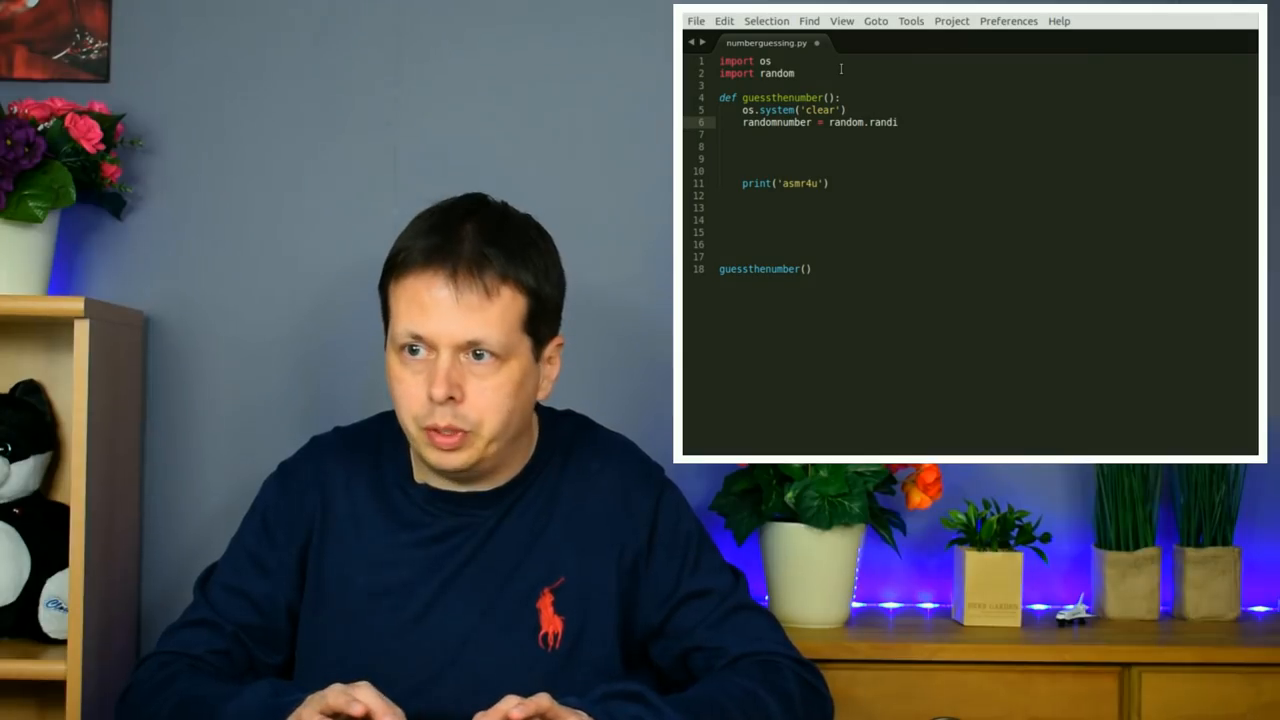 File Edit Selection Find View Goto Tools Project Preferences Help
numberguessing.py
1 import os
2 import random
3
4 def guessthenumber():
5 os.system('clear')
6 randomnumber = random.randi
7
8
9
10
11 print('asmr4u')
12
13
14
15
16
17
18 guessthenumber()
HERB GARDEN